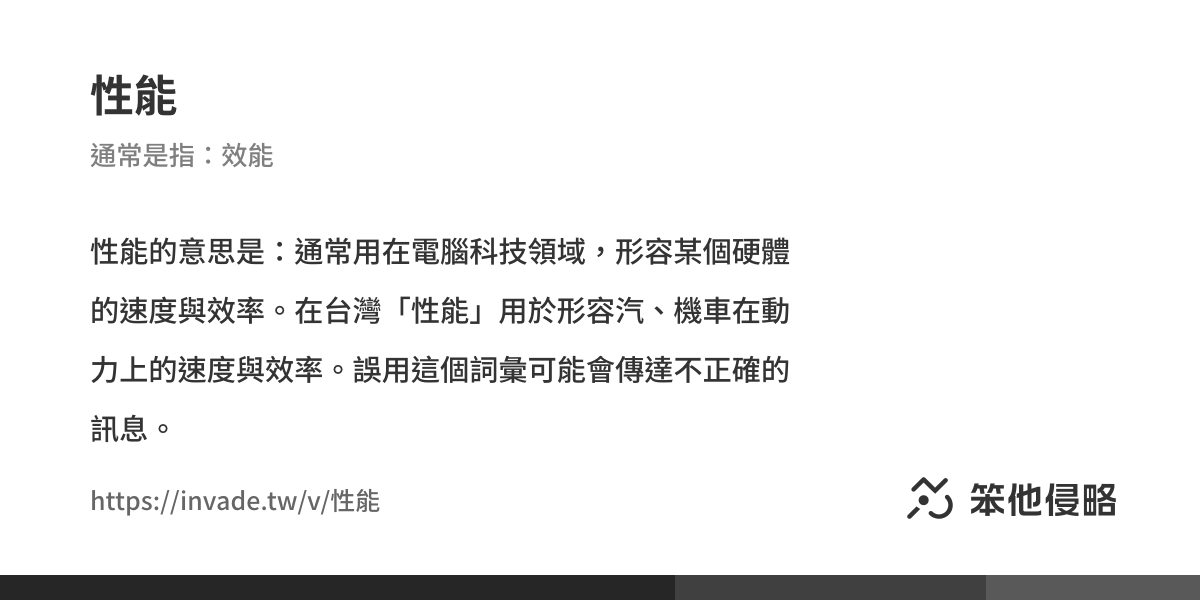 性能
通常是指：效能
性能的意思是：通常用在電腦科技領域，形容某個硬體
的速度與效率。在台灣「性能」用於形容汽、機車在動
力上的速度與效率。誤用這個詞彙可能會傳達不正確的
訊息。
https://invade.tw/v/性能
笨他侵略